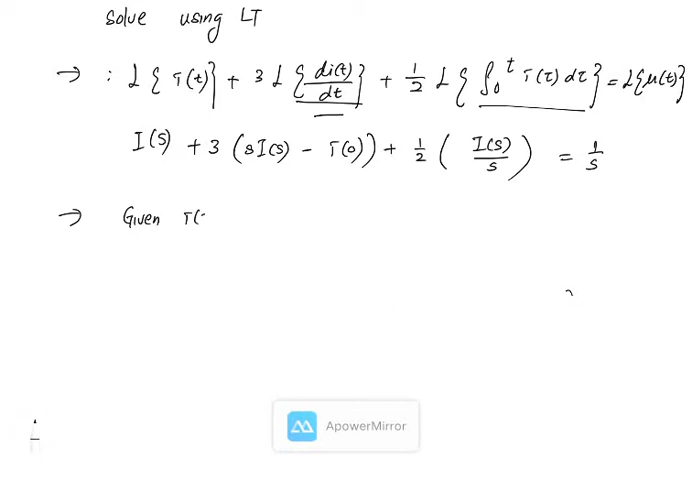 solve using LT
→ : L { i(t)} + 3 L { di(t)/dt } + 1/2 L { ∫₀ᵗ i(τ) dτ } = L{μ(t)}
I(s) + 3 (sI(s) - i(0)) + 1/2 ( I(s)/s ) = 1/s
→ Given i(
ApowerMirror